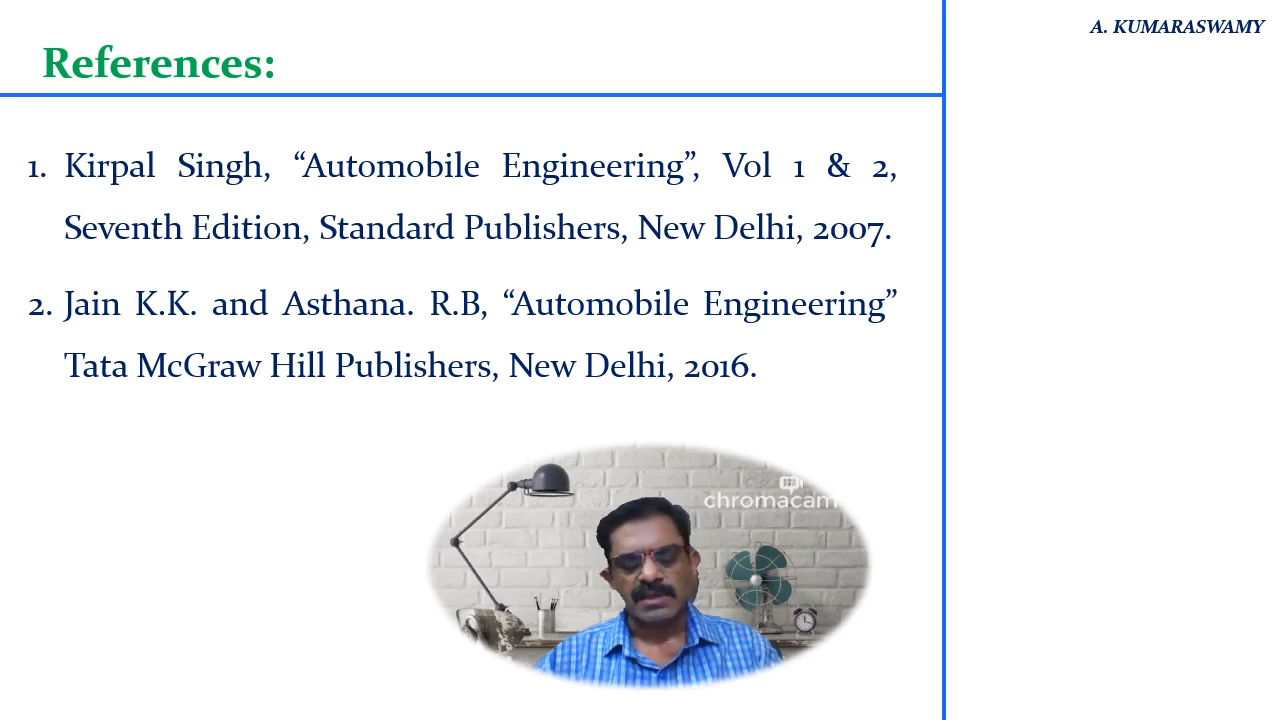 A. KUMARASWAMY
References:
1. Kirpal Singh, “Automobile Engineering”, Vol 1 & 2,
Seventh Edition, Standard Publishers, New Delhi, 2007.
2. Jain K.K. and Asthana. R.B, “Automobile Engineering”
Tata McGraw Hill Publishers, New Delhi, 2016.
chromacam